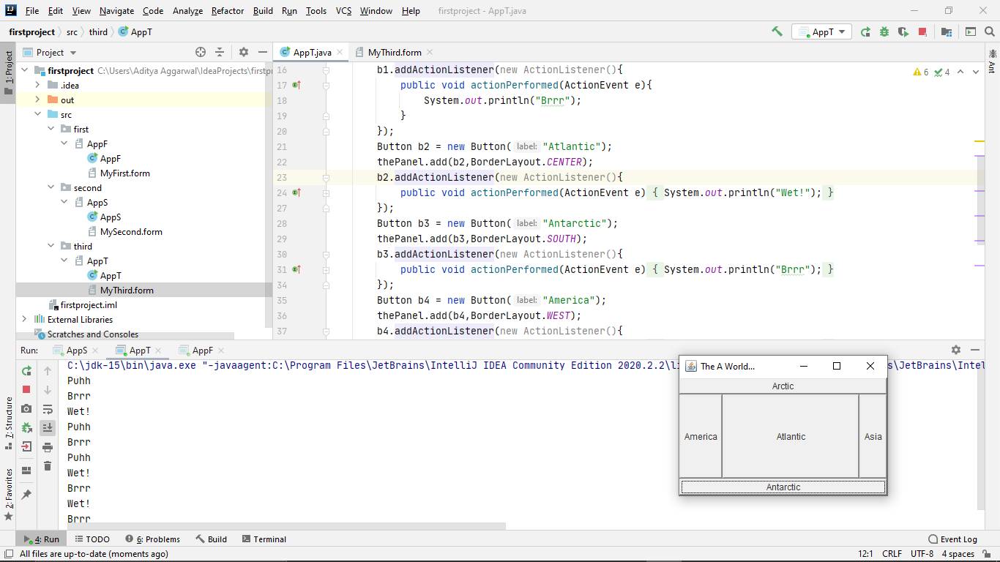 File Edit View Navigate Code Analyze Refactor Build Run Tools VCS Window Help firstproject - AppT.java
firstproject src third AppT AppT
1: Project
Project
firstproject C:\Users\Aditya Aggarwal\IdeaProjects\firstpr
.idea
out
src
first
AppF
AppF
MyFirst.form
second
AppS
AppS
MySecond.form
third
AppT
AppT
MyThird.form
firstproject.iml
External Libraries
Scratches and Consoles
AppT.java MyThird.form
6 4
Ant
16 b1.addActionListener(new ActionListener(){
17 public void actionPerformed(ActionEvent e){
18 System.out.println("Brrr");
19 }
20 });
21 Button b2 = new Button( label: "Atlantic");
22 thePanel.add(b2,BorderLayout.CENTER);
23 b2.addActionListener(new ActionListener(){
24 public void actionPerformed(ActionEvent e) { System.out.println("Wet!"); }
27 });
28 Button b3 = new Button( label: "Antarctic");
29 thePanel.add(b3,BorderLayout.SOUTH);
30 b3.addActionListener(new ActionListener(){
31 public void actionPerformed(ActionEvent e) { System.out.println("Brrr"); }
34 });
35 Button b4 = new Button( label: "America");
36 thePanel.add(b4,BorderLayout.WEST);
37 b4.addActionListener(new ActionListener(){
Run: AppS AppT AppF
C:\jdk-15\bin\java.exe "-javaagent:C:\Program Files\JetBrains\IntelliJ IDEA Community Edition 2020.2.2\li s\JetBrains\Intel
Puhh
Brrr
Wet!
Puhh
Brrr
Puhh
Wet!
Brrr
Wet!
Brrr
The A World...
Arctic
America Atlantic Asia
Antarctic
7: Structure
2: Favorites
4: Run TODO 6: Problems Build Terminal Event Log
All files are up-to-date (moments ago) 12:1 CRLF UTF-8 4 spaces